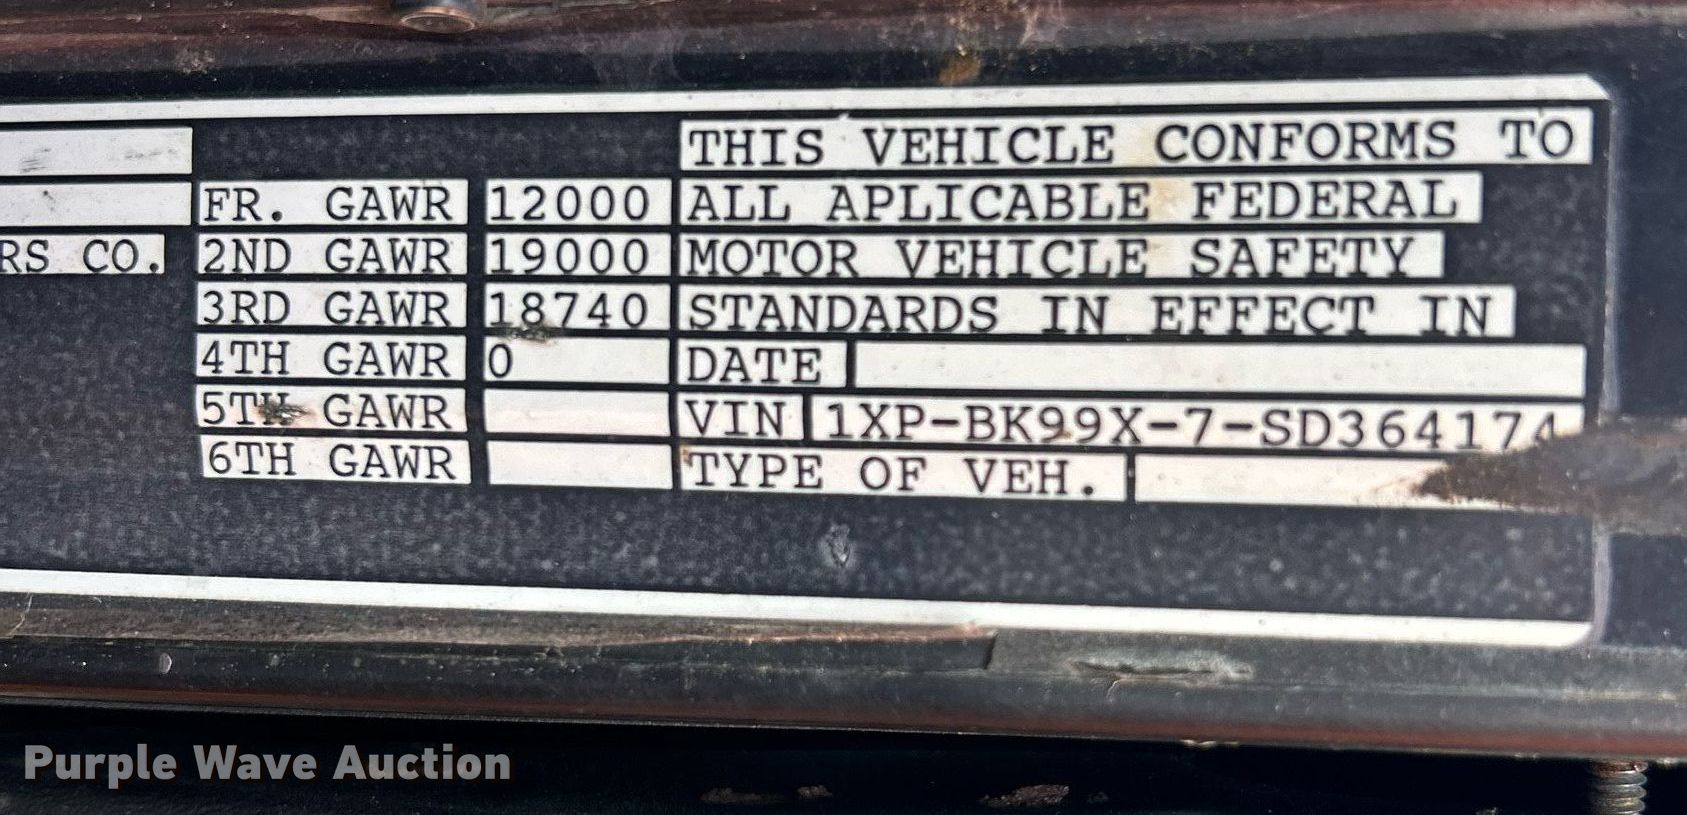 THIS VEHICLE CONFORMS TO
FR. GAWR 12000 ALL APLICABLE FEDERAL
RS CO. 2ND GAWR 19000 MOTOR VEHICLE SAFETY
3RD GAWR 18740 STANDARDS IN EFFECT IN
4TH GAWR 0 DATE
5TH GAWR VIN 1XP-BK99X-7-SD364174
6TH GAWR TYPE OF VEH.
Purple Wave Auction